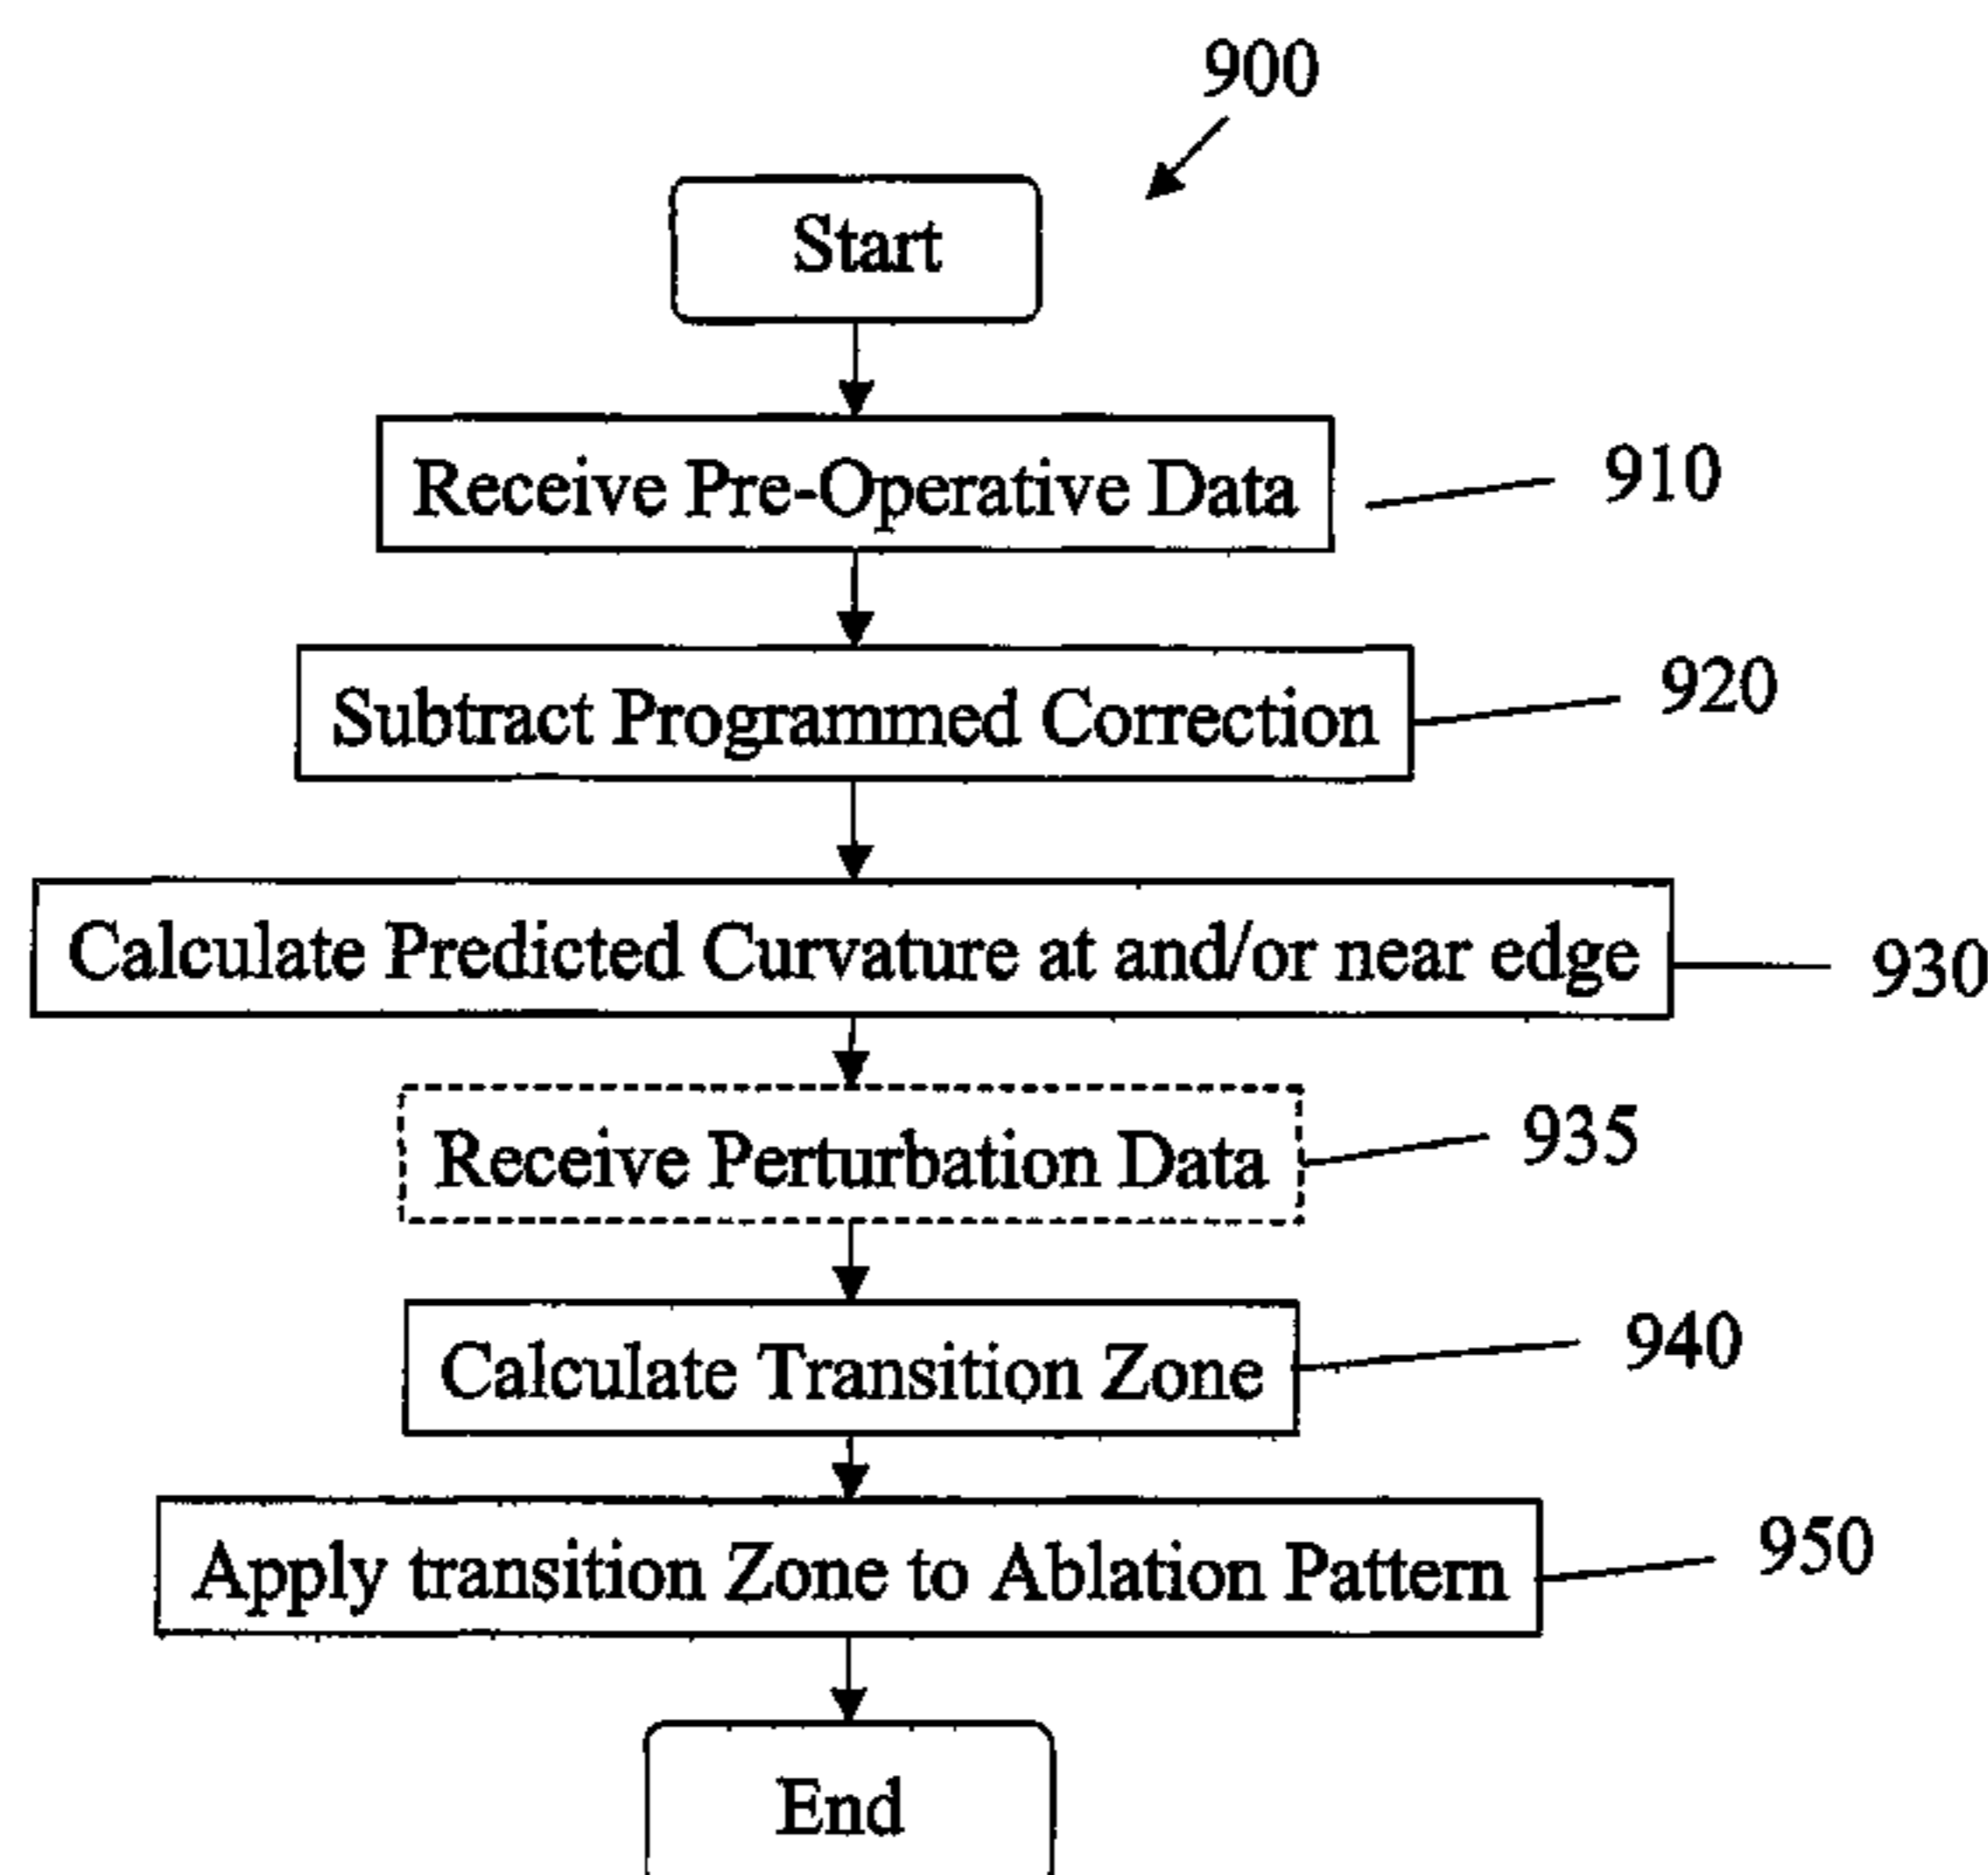 900
Start
Receive Pre-Operative Data
910
Subtract Programmed Correction
920
Calculate Predicted Curvature at and/or near edge
930
Receive Perturbation Data
935
Calculate Transition Zone
940
Apply transition Zone to Ablation Pattern
950
End